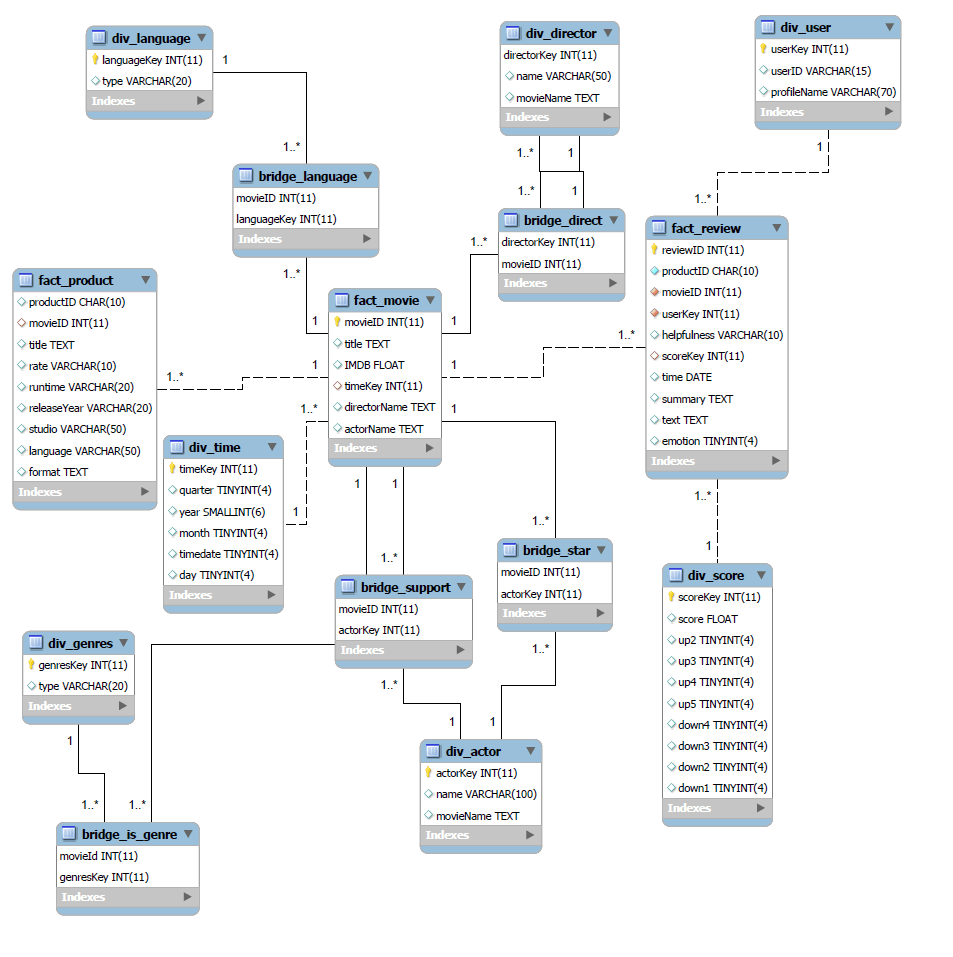 div_language
languageKey INT(11)
type VARCHAR(20)
Indexes
1
1..*
div_director
directorKey INT(11)
name VARCHAR(50)
movieName TEXT
Indexes
1..*
1
1..*
1
div_user
userKey INT(11)
userID VARCHAR(15)
profileName VARCHAR(70)
Indexes
1
1..*
bridge_language
movieID INT(11)
languageKey INT(11)
Indexes
1..*
1
bridge_direct
directorKey INT(11)
movieID INT(11)
Indexes
1..*
1
fact_review
reviewID INT(11)
productID CHAR(10)
movieID INT(11)
userKey INT(11)
helpfulness VARCHAR(10)
scoreKey INT(11)
time DATE
summary TEXT
text TEXT
emotion TINYINT(4)
Indexes
1..*
1
1..*
1
fact_product
productID CHAR(10)
movieID INT(11)
title TEXT
rate VARCHAR(10)
runtime VARCHAR(20)
releaseYear VARCHAR(20)
studio VARCHAR(50)
language VARCHAR(50)
format TEXT
Indexes
1..*
1
fact_movie
movieID INT(11)
title TEXT
IMDB FLOAT
timeKey INT(11)
directorName TEXT
actorName TEXT
Indexes
1..*
1
1
1..*
1
1
1..*
div_time
timeKey INT(11)
quarter TINYINT(4)
year SMALLINT(6)
month TINYINT(4)
timedate TINYINT(4)
day TINYINT(4)
Indexes
bridge_star
movieID INT(11)
actorKey INT(11)
Indexes
1..*
1
bridge_support
movieID INT(11)
actorKey INT(11)
Indexes
1..*
1
div_score
scoreKey INT(11)
score FLOAT
up2 TINYINT(4)
up3 TINYINT(4)
up4 TINYINT(4)
up5 TINYINT(4)
down4 TINYINT(4)
down3 TINYINT(4)
down2 TINYINT(4)
down1 TINYINT(4)
Indexes
div_genres
genresKey INT(11)
type VARCHAR(20)
Indexes
1
1..*
1..*
div_actor
actorKey INT(11)
name VARCHAR(100)
movieName TEXT
Indexes
bridge_is_genre
movieId INT(11)
genresKey INT(11)
Indexes